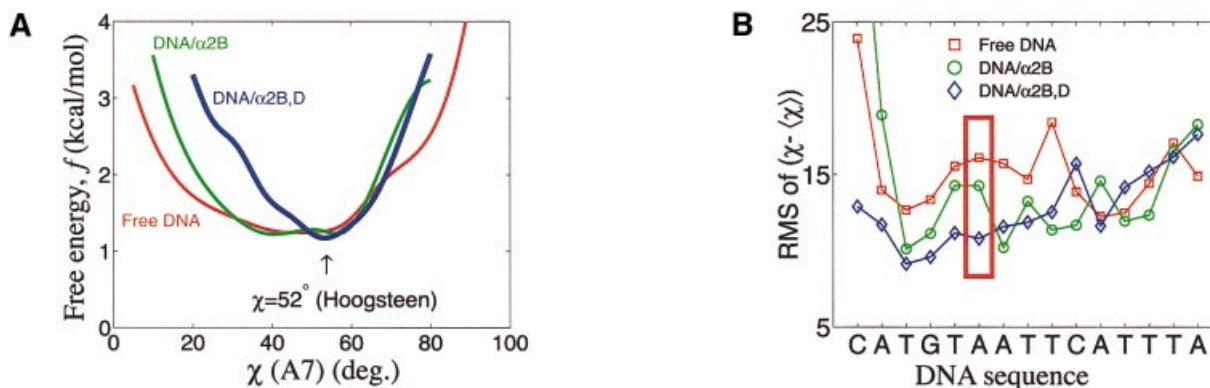 A
Free energy, f (kcal/mol)
4
3
2
1
0
DNA/α2B
DNA/α2B,D
Free DNA
↑
χ=52° (Hoogsteen)
0 20 40 60 80 100
χ (A7) (deg.)
B
RMS of (χ- ⟨χ⟩)
25
15
5
Free DNA
DNA/α2B
DNA/α2B,D
C A T G T A A T T C A T T T A
DNA sequence